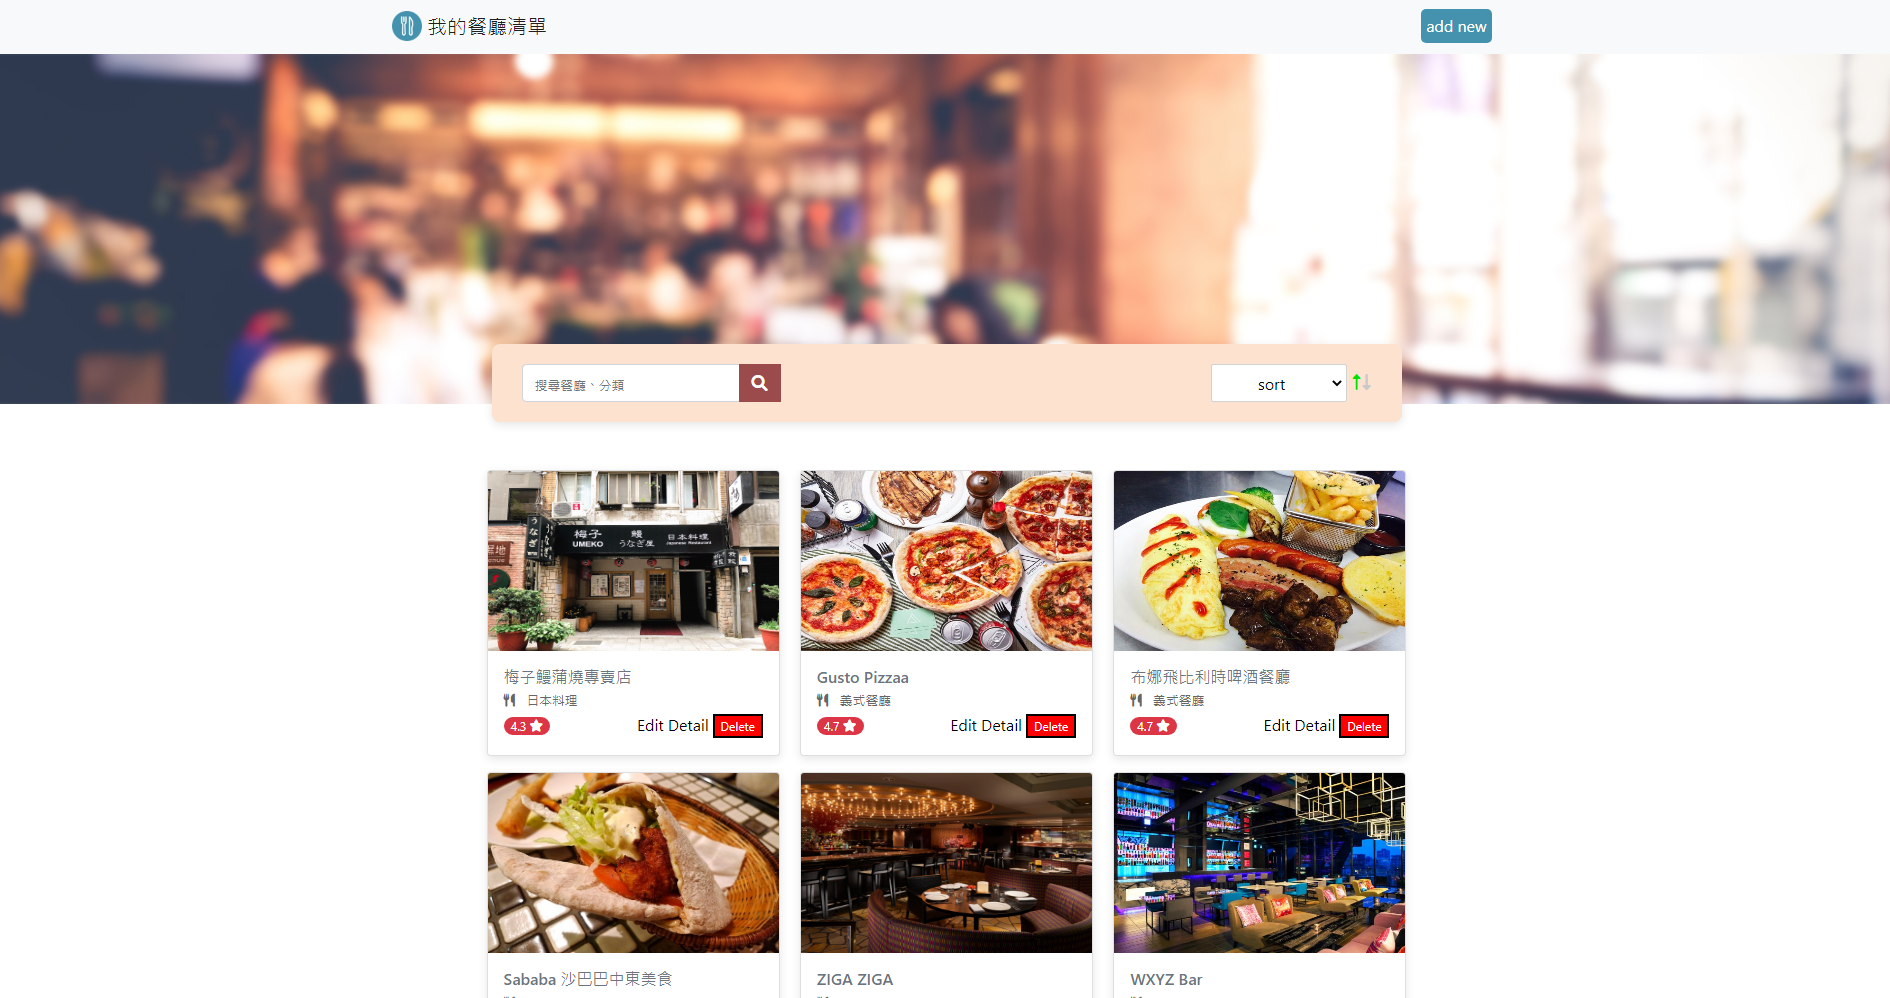 我的餐廳清單
add new
搜尋餐廳、分類
sort
梅子 鰻 日本料理
UMEKO うなぎ屋 Japanese Restaurant
梅子鰻蒲燒專賣店
日本料理
4.3
Edit Detail Delete
Gusto Pizzaa
義式餐廳
4.7
Edit Detail Delete
布娜飛比利時啤酒餐廳
義式餐廳
4.7
Edit Detail Delete
Sababa 沙巴巴中東美食
ZIGA ZIGA
WXYZ Bar